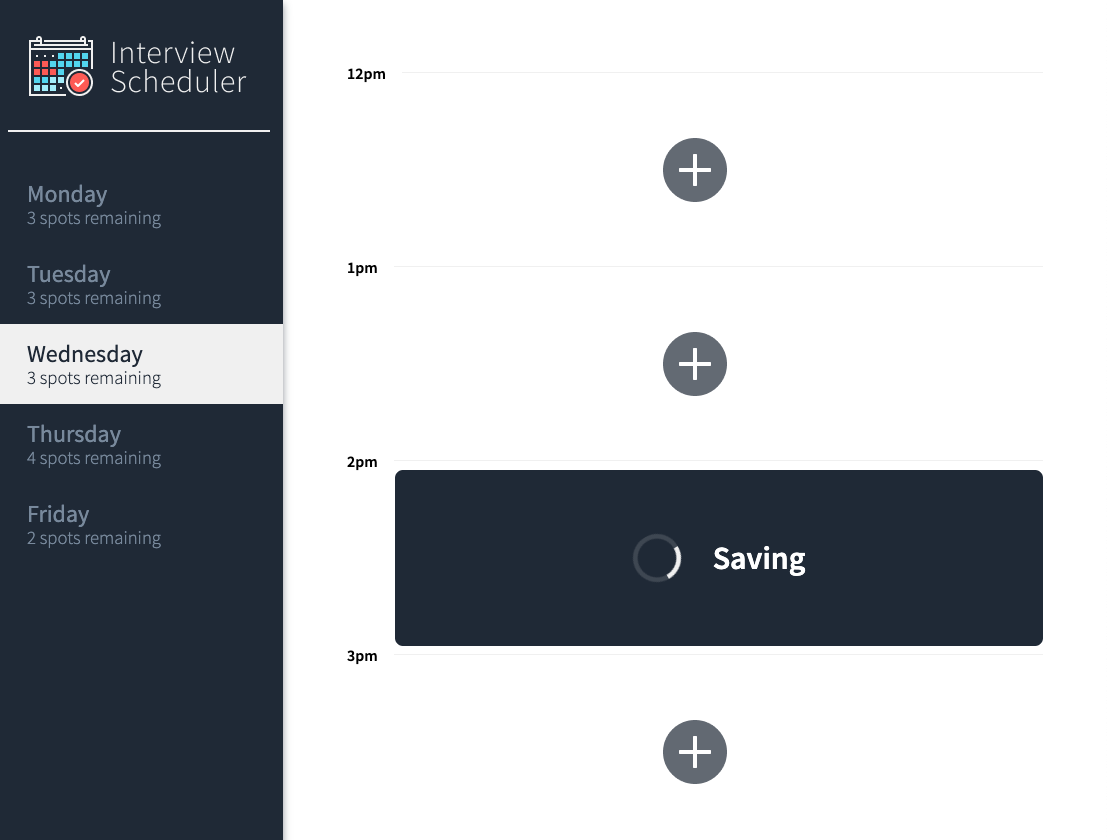 Interview
Scheduler
Monday
3 spots remaining
Tuesday
3 spots remaining
Wednesday
3 spots remaining
Thursday
4 spots remaining
Friday
2 spots remaining
12pm
1pm
2pm
Saving
3pm